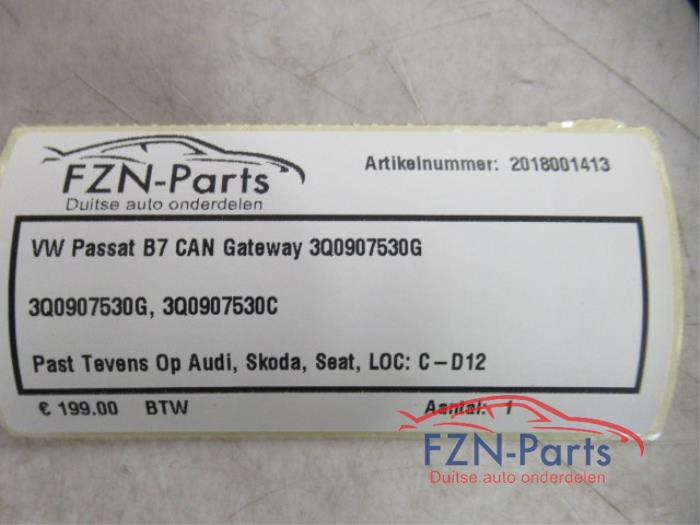 FZN-Parts
Duitse auto onderdelen
Artikelnummer: 2018001413
VW Passat B7 CAN Gateway 3Q0907530G
3Q0907530G, 3Q0907530C
Past Tevens Op Audi, Skoda, Seat, LOC: C-D12
€ 199.00 BTW
Aantal: 1
FZN-Parts
Duitse auto onderdelen